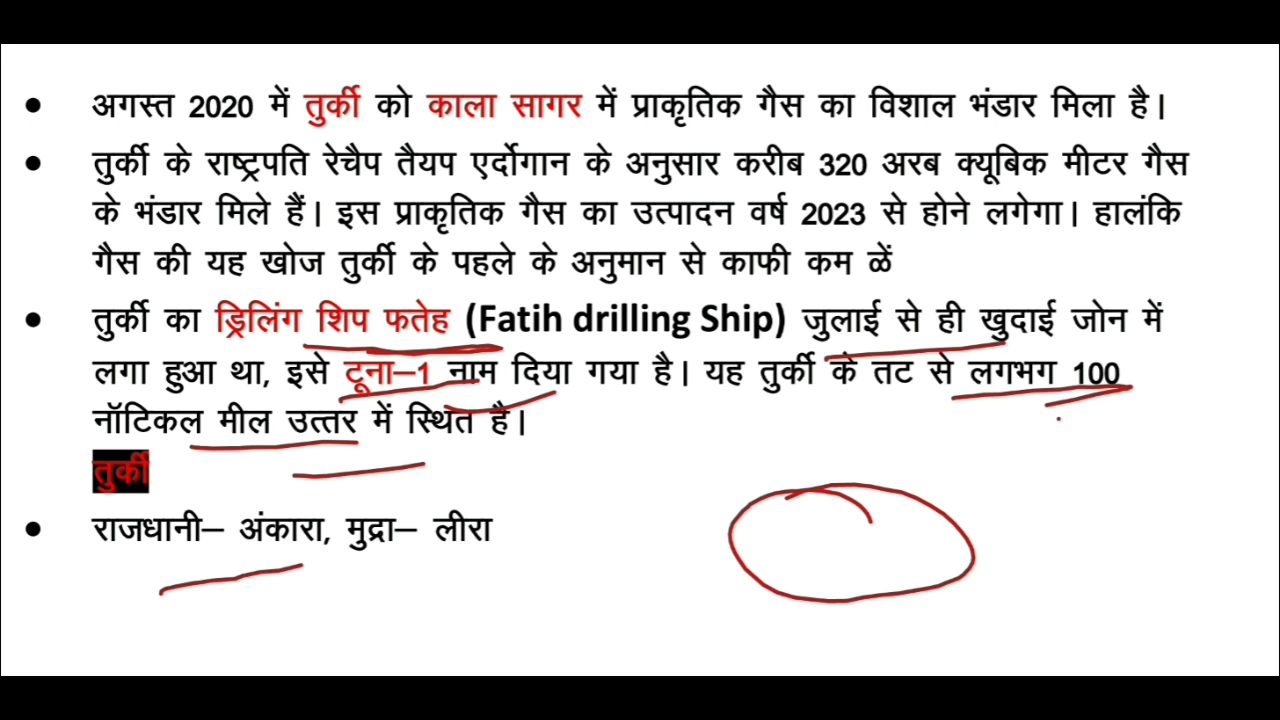 • अगस्त 2020 में तुर्की को काला सागर में प्राकृतिक गैस का विशाल भंडार मिला है।
• तुर्की के राष्ट्रपति रेचैप तैयप एर्दोगान के अनुसार करीब 320 अरब क्यूबिक मीटर गैस
के भंडार मिले हैं। इस प्राकृतिक गैस का उत्पादन वर्ष 2023 से होने लगेगा। हालंकि
गैस की यह खोज तुर्की के पहले के अनुमान से काफी कम ळें
• तुर्की का ड्रिलिंग शिप फतेह (Fatih drilling Ship) जुलाई से ही खुदाई जोन में
लगा हुआ था, इसे टूना–1 नाम दिया गया है। यह तुर्की के तट से लगभग 100
नॉटिकल मील उत्तर में स्थित है।
तुर्की
• राजधानी– अंकारा, मुद्रा– लीरा